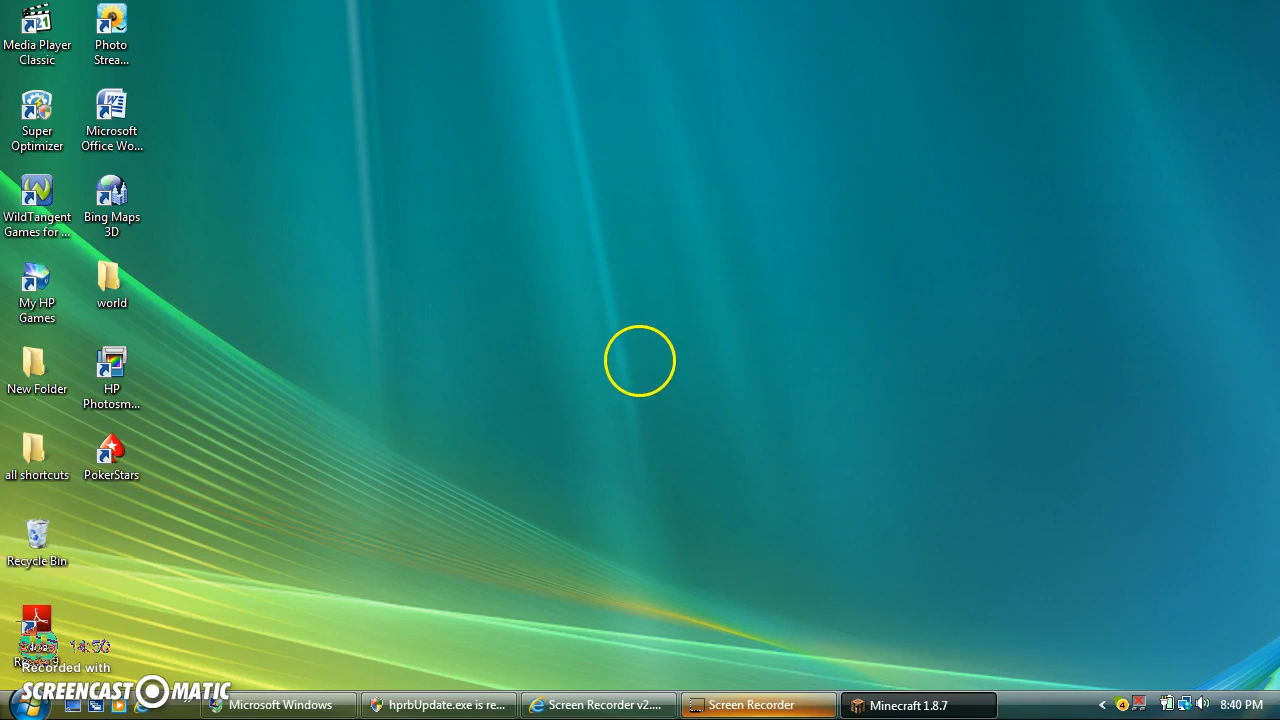 Media Player
Classic
Photo
Strea...
Super
Optimizer
Microsoft
Office Wo...
WildTangent
Games for ...
Bing Maps
3D
My HP
Games
world
New Folder
HP
Photosm...
all shortcuts
PokerStars
Recycle Bin
14:50
Recorded with
SCREENCAST MATIC
Microsoft Windows
hprbUpdate.exe is re...
Screen Recorder v2....
Screen Recorder
Minecraft 1.8.7
4
8:40 PM